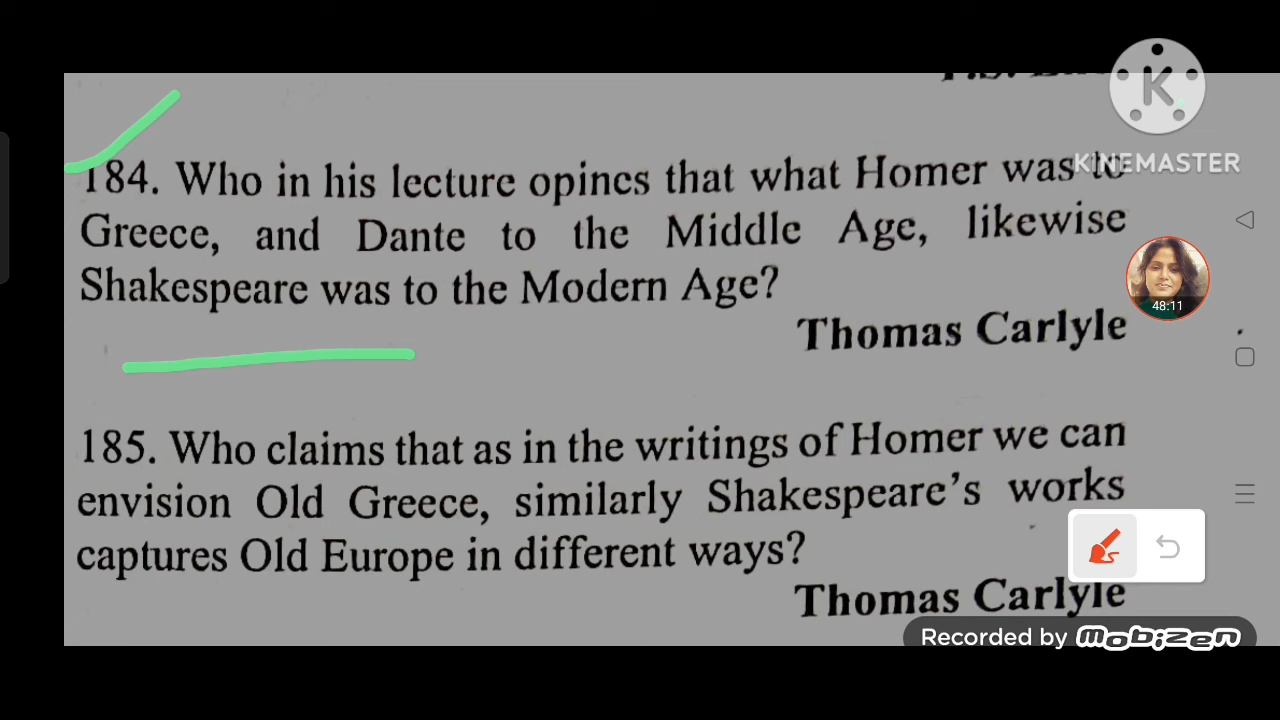 KINEMASTER
184. Who in his lecture opines that what Homer was to
Greece, and Dante to the Middle Age, likewise
Shakespeare was to the Modern Age?
48:11
Thomas Carlyle
185. Who claims that as in the writings of Homer we can
envision Old Greece, similarly Shakespeare's works
captures Old Europe in different ways?
Thomas Carlyle
Recorded by mobizen